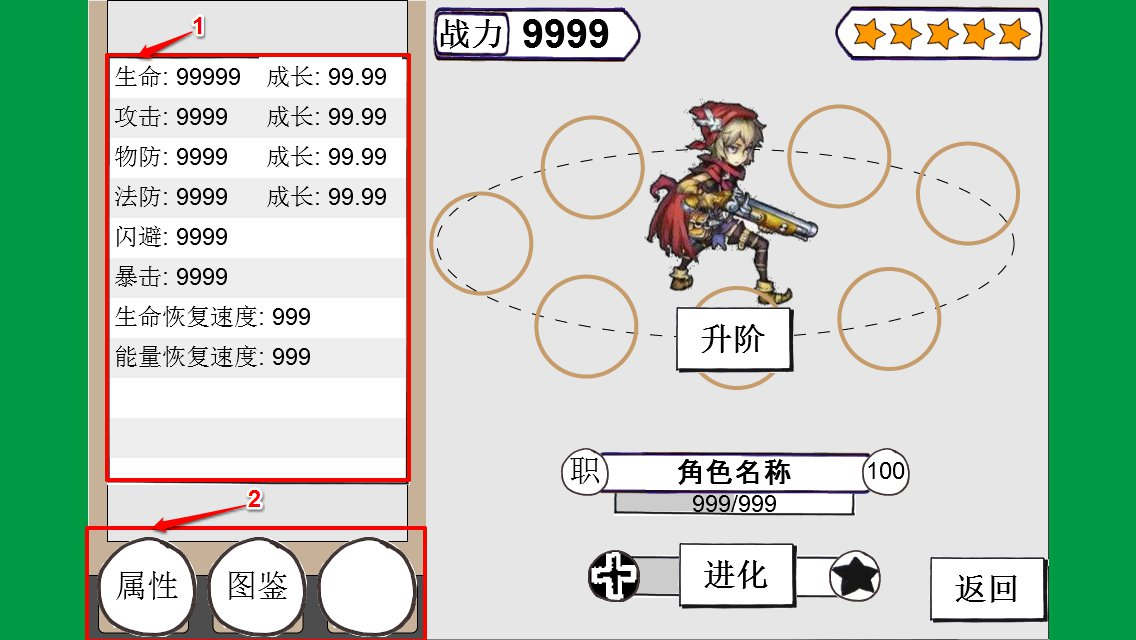 1
生命: 99999 成长: 99.99
攻击: 9999 成长: 99.99
物防: 9999 成长: 99.99
法防: 9999 成长: 99.99
闪避: 9999
暴击: 9999
生命恢复速度: 999
能量恢复速度: 999
2
属性 图鉴
战力 9999
升阶
职 角色名称 100
999/999
进化
返回